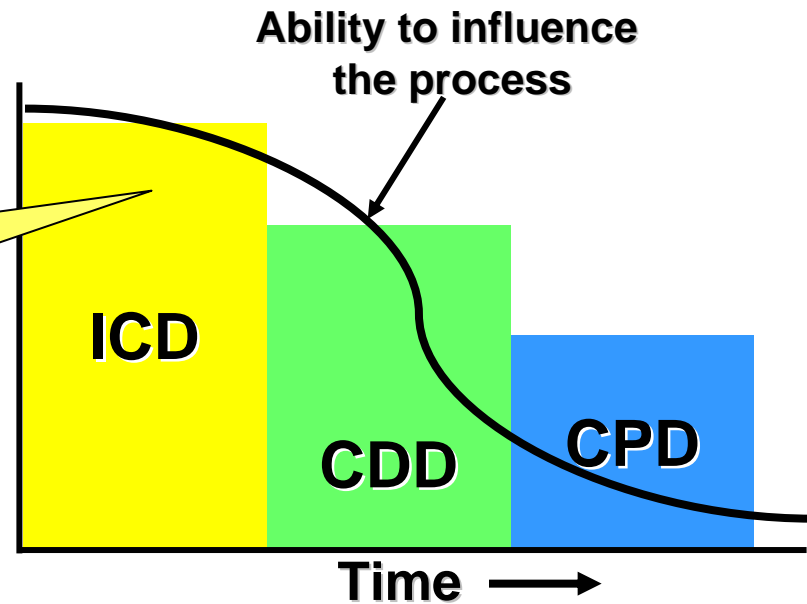 Ability to influence
the process
ICD
CDD
CPD
Time